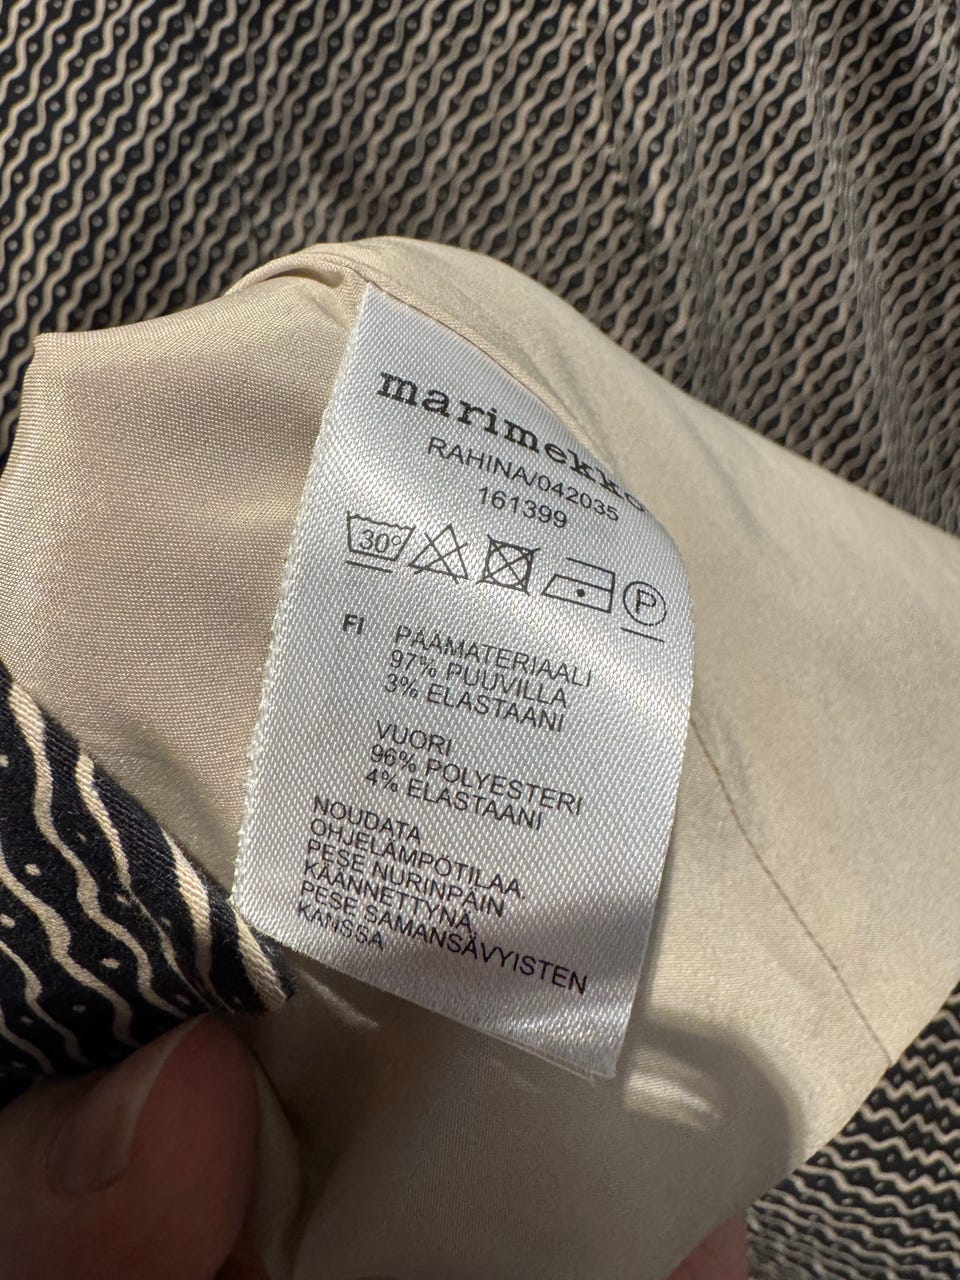 marimekko
RAHINA/042035
161399
30°
P
FI PÄÄMATERIAALI
97% PUUVILLA
3% ELASTAANI
VUORI
96% POLYESTERI
4% ELASTAANI
NOUDATA
OHJELÄMPÖTILAA.
PESE NURINPÄIN
KÄÄNNETTYNÄ,
PESE SAMANSÄVYISTEN
KANSSA